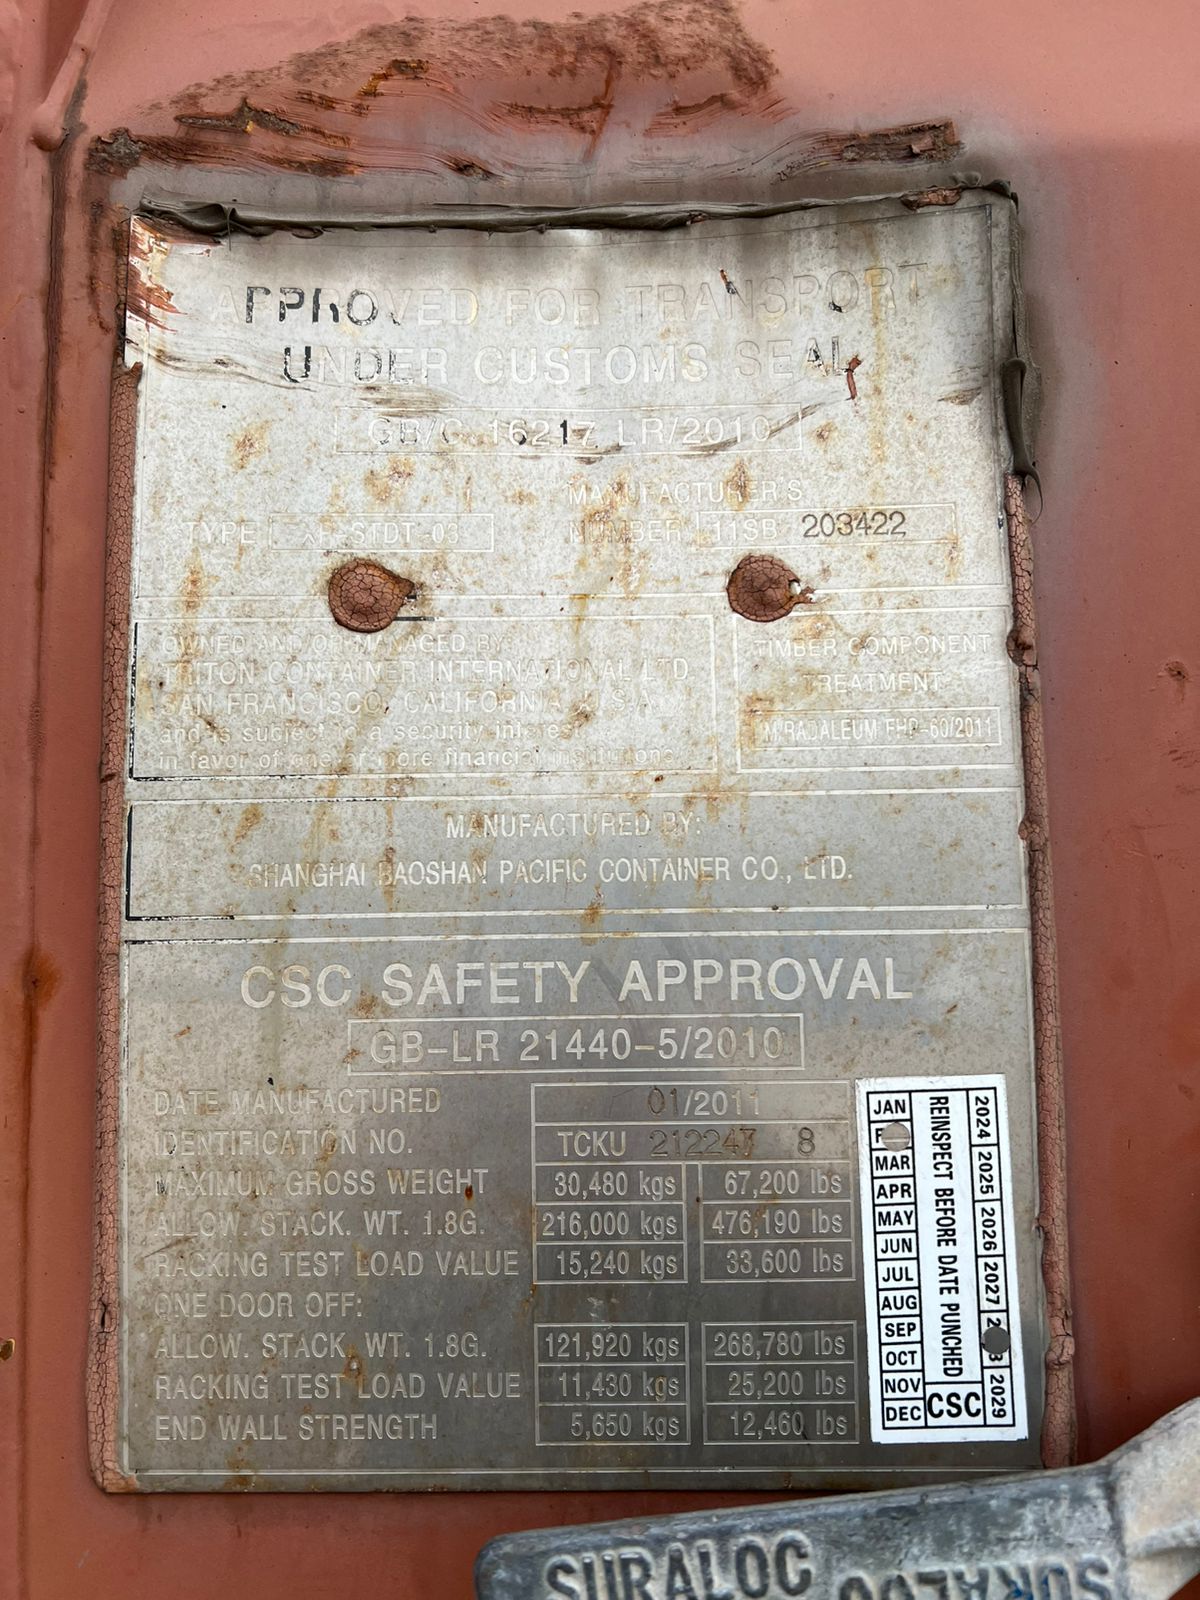 APPROVED FOR TRANSPORT
UNDER CUSTOMS SEAL
GB/C 16217 LR/2010
TYPE STDT-03
MANUFACTURER'S
NUMBER 11SB 203422
OWNED AND/OR MANAGED BY
TRITON CONTAINER INTERNATIONAL LTD
SAN FRANCISCO, CALIFORNIA, U.S.A.
and is subject to a security interest
in favor of one or more financial institutions
TIMBER COMPONENT
TREATMENT
/2011
MANUFACTURED BY:
SHANGHAI BAOSHAN PACIFIC CONTAINER CO., LTD.
CSC SAFETY APPROVAL
GB-LR 21440-5/2010
DATE MANUFACTURED 01/2011
IDENTIFICATION NO. TCKU 212247 8
MAXIMUM GROSS WEIGHT 30,480 kgs 67,200 lbs
ALLOW. STACK. WT. 1.8G. 216,000 kgs 476,190 lbs
RACKING TEST LOAD VALUE 15,240 kgs 33,600 lbs
ONE DOOR OFF:
ALLOW. STACK. WT. 1.8G. 121,920 kgs 268,780 lbs
RACKING TEST LOAD VALUE 11,430 kgs 25,200 lbs
END WALL STRENGTH 5,650 kgs 12,460 lbs
JAN
MAR
APR
MAY
JUN
JUL
AUG
SEP
OCT
NOV
DEC
REINSPECT BEFORE DATE PUNCHED
CSC
2024 2025 2026 2027 2029
SURALOC